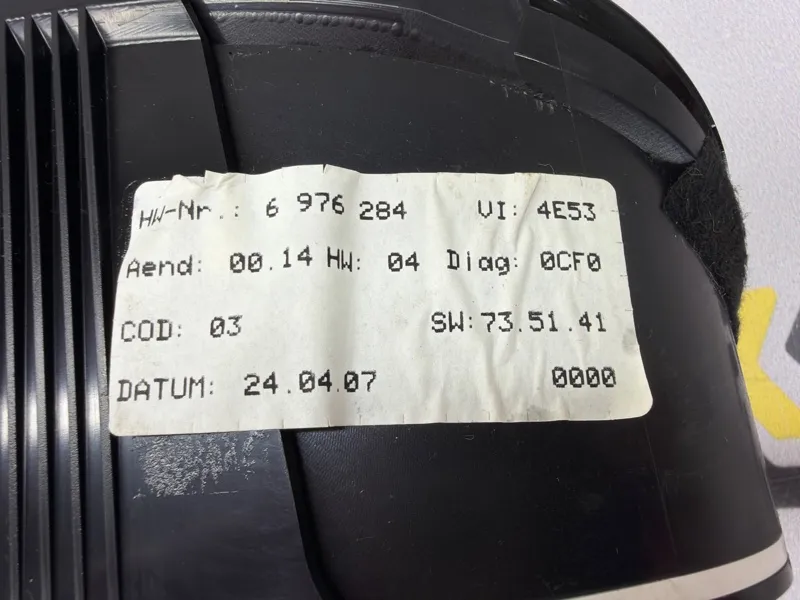 HW-Nr.: 6 976 284 VI: 4E53
Aend: 00.14 HW: 04 Diag: 0CF0
COD: 03 SW:73.51.41
DATUM: 24.04.07 0000